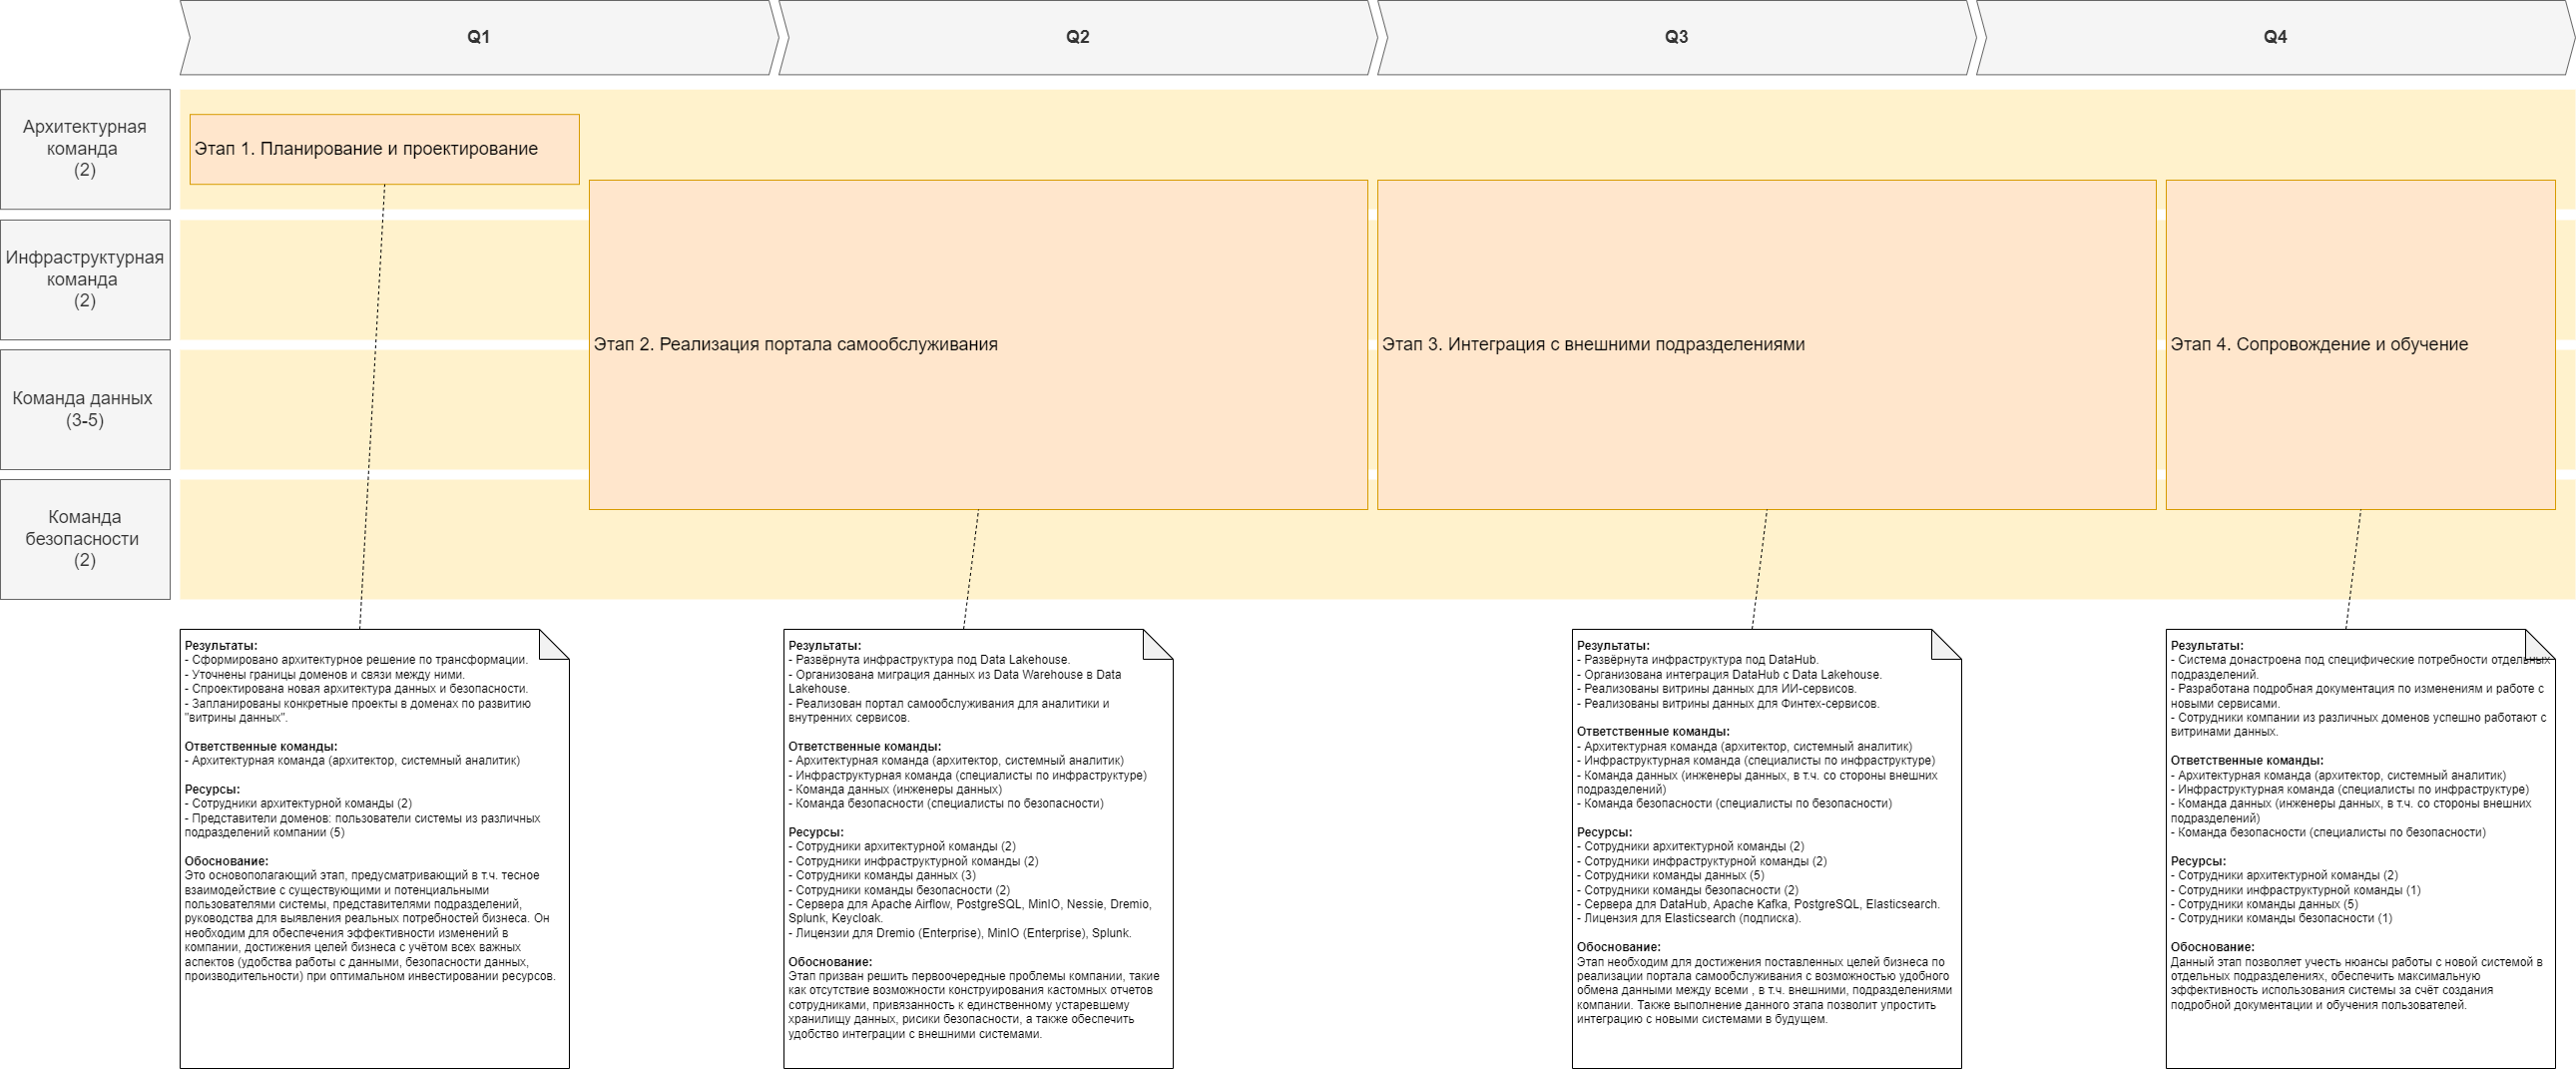 Q1
Q2
Q3
Q4
Архитектурная
команда
(2)
Этап 1. Планирование и проектирование
Инфраструктурная
команда
(2)
Этап 2. Реализация портала самообслуживания
Этап 3. Интеграция с внешними подразделениями
Этап 4. Сопровождение и обучение
Команда данных
(3-5)
Команда
безопасности
(2)
Результаты:
- Сформировано архитектурное решение по трансформации.
- Уточнены границы доменов и связи между ними.
- Спроектирована новая архитектура данных и безопасности.
- Запланированы конкретные проекты в доменах по развитию
"витрины данных".
Ответственные команды:
- Архитектурная команда (архитектор, системный аналитик)
Ресурсы:
- Сотрудники архитектурной команды (2)
- Представители доменов: пользователи системы из различных
подразделений компании (5)
Обоснование:
Это основополагающий этап, предусматривающий в т.ч. тесное
взаимодействие с существующими и потенциальными
пользователями системы, представителями подразделений,
руководства для выявления реальных потребностей бизнеса. Он
необходим для обеспечения эффективности изменений в
компании, достижения целей бизнеса с учётом всех важных
аспектов (удобства работы с данными, безопасности данных,
производительности) при оптимальном инвестировании ресурсов.
Результаты:
- Развёрнута инфраструктура под Data Lakehouse.
- Организована миграция данных из Data Warehouse в Data
Lakehouse.
- Реализован портал самообслуживания для аналитики и
внутренних сервисов.
Ответственные команды:
- Архитектурная команда (архитектор, системный аналитик)
- Инфраструктурная команда (специалисты по инфраструктуре)
- Команда данных (инженеры данных)
- Команда безопасности (специалисты по безопасности)
Ресурсы:
- Сотрудники архитектурной команды (2)
- Сотрудники инфраструктурной команды (2)
- Сотрудники команды данных (3)
- Сотрудники команды безопасности (2)
- Сервера для Apache Airflow, PostgreSQL, MinIO, Nessie, Dremio,
Splunk, Keycloak.
- Лицензии для Dremio (Enterprise), MinIO (Enterprise), Splunk.
Обоснование:
Этап призван решить первоочередные проблемы компании, такие
как отсутствие возможности конструирования кастомных отчетов
сотрудниками, привязанность к единственному устаревшему
хранилищу данных, рисики безопасности, а также обеспечить
удобство интеграции с внешними системами.
Результаты:
- Развёрнута инфраструктура под DataHub.
- Организована интеграция DataHub с Data Lakehouse.
- Реализованы витрины данных для ИИ-сервисов.
- Реализованы витрины данных для Финтех-сервисов.
Ответственные команды:
- Архитектурная команда (архитектор, системный аналитик)
- Инфраструктурная команда (специалисты по инфраструктуре)
- Команда данных (инженеры данных, в т.ч. со стороны внешних
подразделений)
- Команда безопасности (специалисты по безопасности)
Ресурсы:
- Сотрудники архитектурной команды (2)
- Сотрудники инфраструктурной команды (2)
- Сотрудники команды данных (5)
- Сотрудники команды безопасности (2)
- Сервера для DataHub, Apache Kafka, PostgreSQL, Elasticsearch.
- Лицензия для Elasticsearch (подписка).
Обоснование:
Этап необходим для достижения поставленных целей бизнеса по
реализации портала самообслуживания с возможностью удобного
обмена данными между всеми , в т.ч. внешними, подразделениями
компании. Также выполнение данного этапа позволит упростить
интеграцию с новыми системами в будущем.
Результаты:
- Система донастроена под специфические потребности отдельных
подразделений.
- Разработана подробная документация по изменениям и работе с
новыми сервисами.
- Сотрудники компании из различных доменов успешно работают с
витринами данных.
Ответственные команды:
- Архитектурная команда (архитектор, системный аналитик)
- Инфраструктурная команда (специалисты по инфраструктуре)
- Команда данных (инженеры данных, в т.ч. со стороны внешних
подразделений)
- Команда безопасности (специалисты по безопасности)
Ресурсы:
- Сотрудники архитектурной команды (2)
- Сотрудники инфраструктурной команды (1)
- Сотрудники команды данных (5)
- Сотрудники команды безопасности (1)
Обоснование:
Данный этап позволяет учесть нюансы работы с новой системой в
отдельных подразделениях, обеспечить максимальную
эффективность использования системы за счёт создания
подробной документации и обучения пользователей.